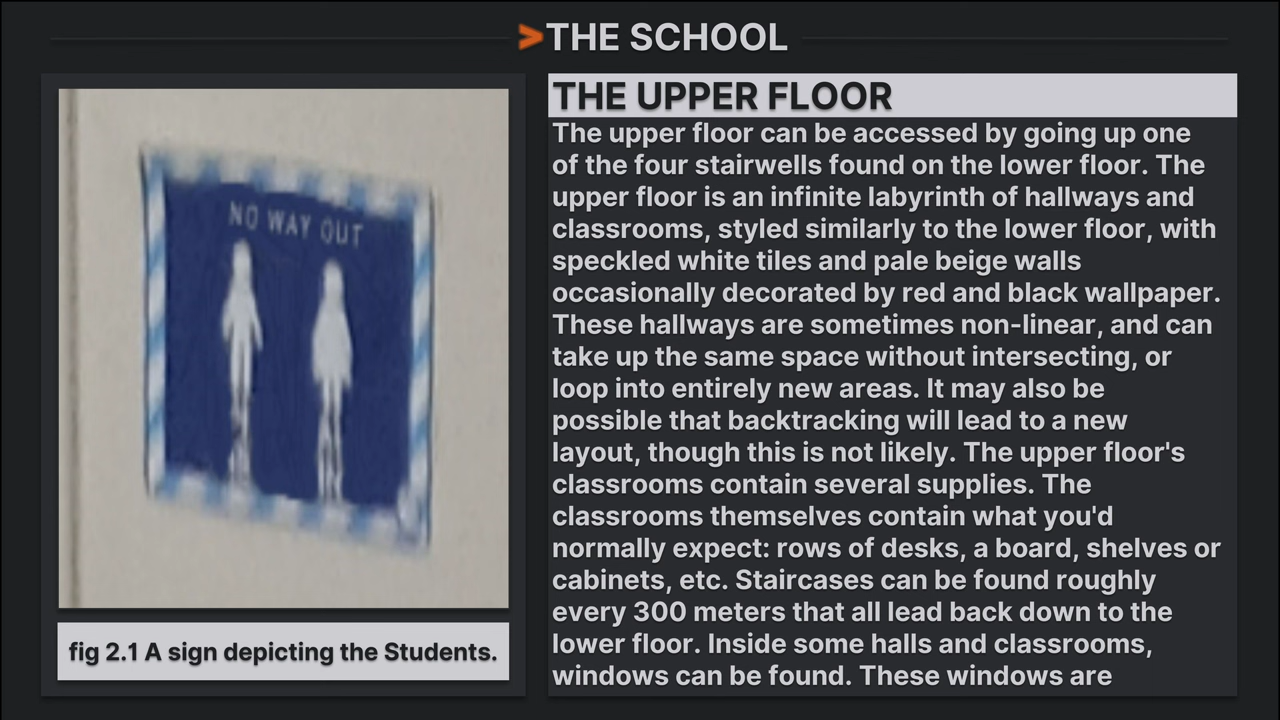 >THE SCHOOL
NO WAY OUT
fig 2.1 A sign depicting the Students.
THE UPPER FLOOR
The upper floor can be accessed by going up one
of the four stairwells found on the lower floor. The
upper floor is an infinite labyrinth of hallways and
classrooms, styled similarly to the lower floor, with
speckled white tiles and pale beige walls
occasionally decorated by red and black wallpaper.
These hallways are sometimes non-linear, and can
take up the same space without intersecting, or
loop into entirely new areas. It may also be
possible that backtracking will lead to a new
layout, though this is not likely. The upper floor's
classrooms contain several supplies. The
classrooms themselves contain what you'd
normally expect: rows of desks, a board, shelves or
cabinets, etc. Staircases can be found roughly
every 300 meters that all lead back down to the
lower floor. Inside some halls and classrooms,
windows can be found. These windows are